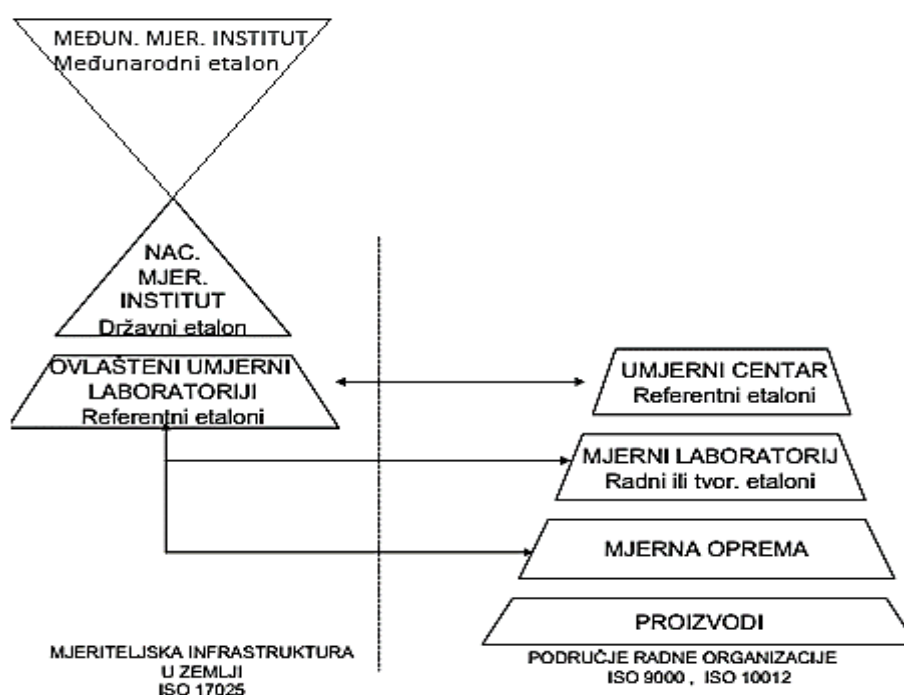 MEĐUN. MJER. INSTITUT
Međunarodni etalon
NAC.
MJER.
INSTITUT
Državni etalon
OVLAŠTENI UMJERNI
LABORATORIJI
Referentni etaloni
UMJERNI CENTAR
Referentni etaloni
MJERNI LABORATORIJ
Radni ili tvor. etaloni
MJERNA OPREMA
PROIZVODI
MJERITELJSKA INFRASTRUKTURA
U ZEMLJI
ISO 17025
PODRUČJE RADNE ORGANIZACIJE
ISO 9000 , ISO 10012